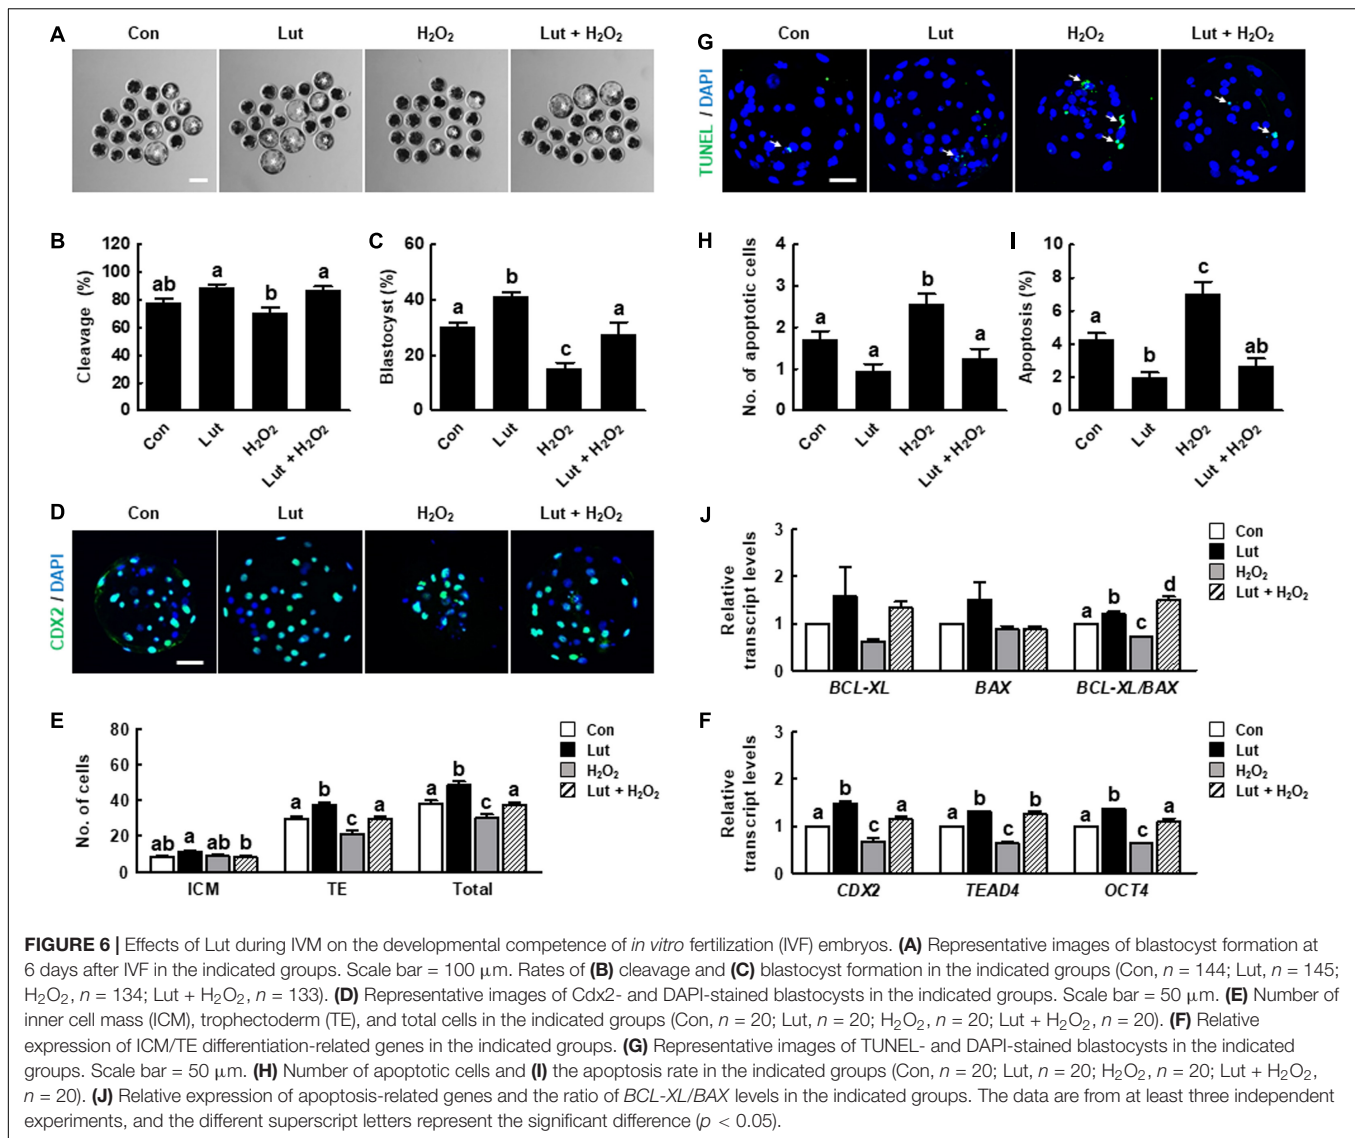 A
Con
Lut
H₂O₂
Lut + H₂O₂
B
120
100
80
60
40
20
0
Cleavage (%)
ab
a
b
a
Con
Lut
H₂O₂
Lut + H₂O₂
C
60
40
20
0
Blastocyst (%)
a
b
c
a
Con
Lut
H₂O₂
Lut + H₂O₂
D
Con
Lut
H₂O₂
Lut + H₂O₂
CDX2 / DAPI
E
80
60
40
20
0
No. of cells
ab
a
ab
b
a
b
c
a
a
b
c
a
ICM
TE
Total
Con
Lut
H₂O₂
Lut + H₂O₂
G
Con
Lut
H₂O₂
Lut + H₂O₂
TUNEL / DAPI
H
4
3
2
1
0
No. of apoptotic cells
a
a
b
a
Con
Lut
H₂O₂
Lut + H₂O₂
I
10
8
6
4
2
0
Apoptosis (%)
a
b
c
ab
Con
Lut
H₂O₂
Lut + H₂O₂
J
3
2
1
0
Relative
transcript levels
a
b
c
d
BCL-XL
BAX
BCL-XL/BAX
Con
Lut
H₂O₂
Lut + H₂O₂
F
3
2
1
0
Relative
transcript levels
a
b
c
a
a
b
c
b
a
b
c
a
CDX2
TEAD4
OCT4
Con
Lut
H₂O₂
Lut + H₂O₂
FIGURE 6 | Effects of Lut during IVM on the developmental competence of in vitro fertilization (IVF) embryos. (A) Representative images of blastocyst formation at
6 days after IVF in the indicated groups. Scale bar = 100 μm. Rates of (B) cleavage and (C) blastocyst formation in the indicated groups (Con, n = 144; Lut, n = 145;
H₂O₂, n = 134; Lut + H₂O₂, n = 133). (D) Representative images of Cdx2- and DAPI-stained blastocysts in the indicated groups. Scale bar = 50 μm. (E) Number of
inner cell mass (ICM), trophectoderm (TE), and total cells in the indicated groups (Con, n = 20; Lut, n = 20; H₂O₂, n = 20; Lut + H₂O₂, n = 20). (F) Relative
expression of ICM/TE differentiation-related genes in the indicated groups. (G) Representative images of TUNEL- and DAPI-stained blastocysts in the indicated
groups. Scale bar = 50 μm. (H) Number of apoptotic cells and (I) the apoptosis rate in the indicated groups (Con, n = 20; Lut, n = 20; H₂O₂, n = 20; Lut + H₂O₂,
n = 20). (J) Relative expression of apoptosis-related genes and the ratio of BCL-XL/BAX levels in the indicated groups. The data are from at least three independent
experiments, and the different superscript letters represent the significant difference (p < 0.05).